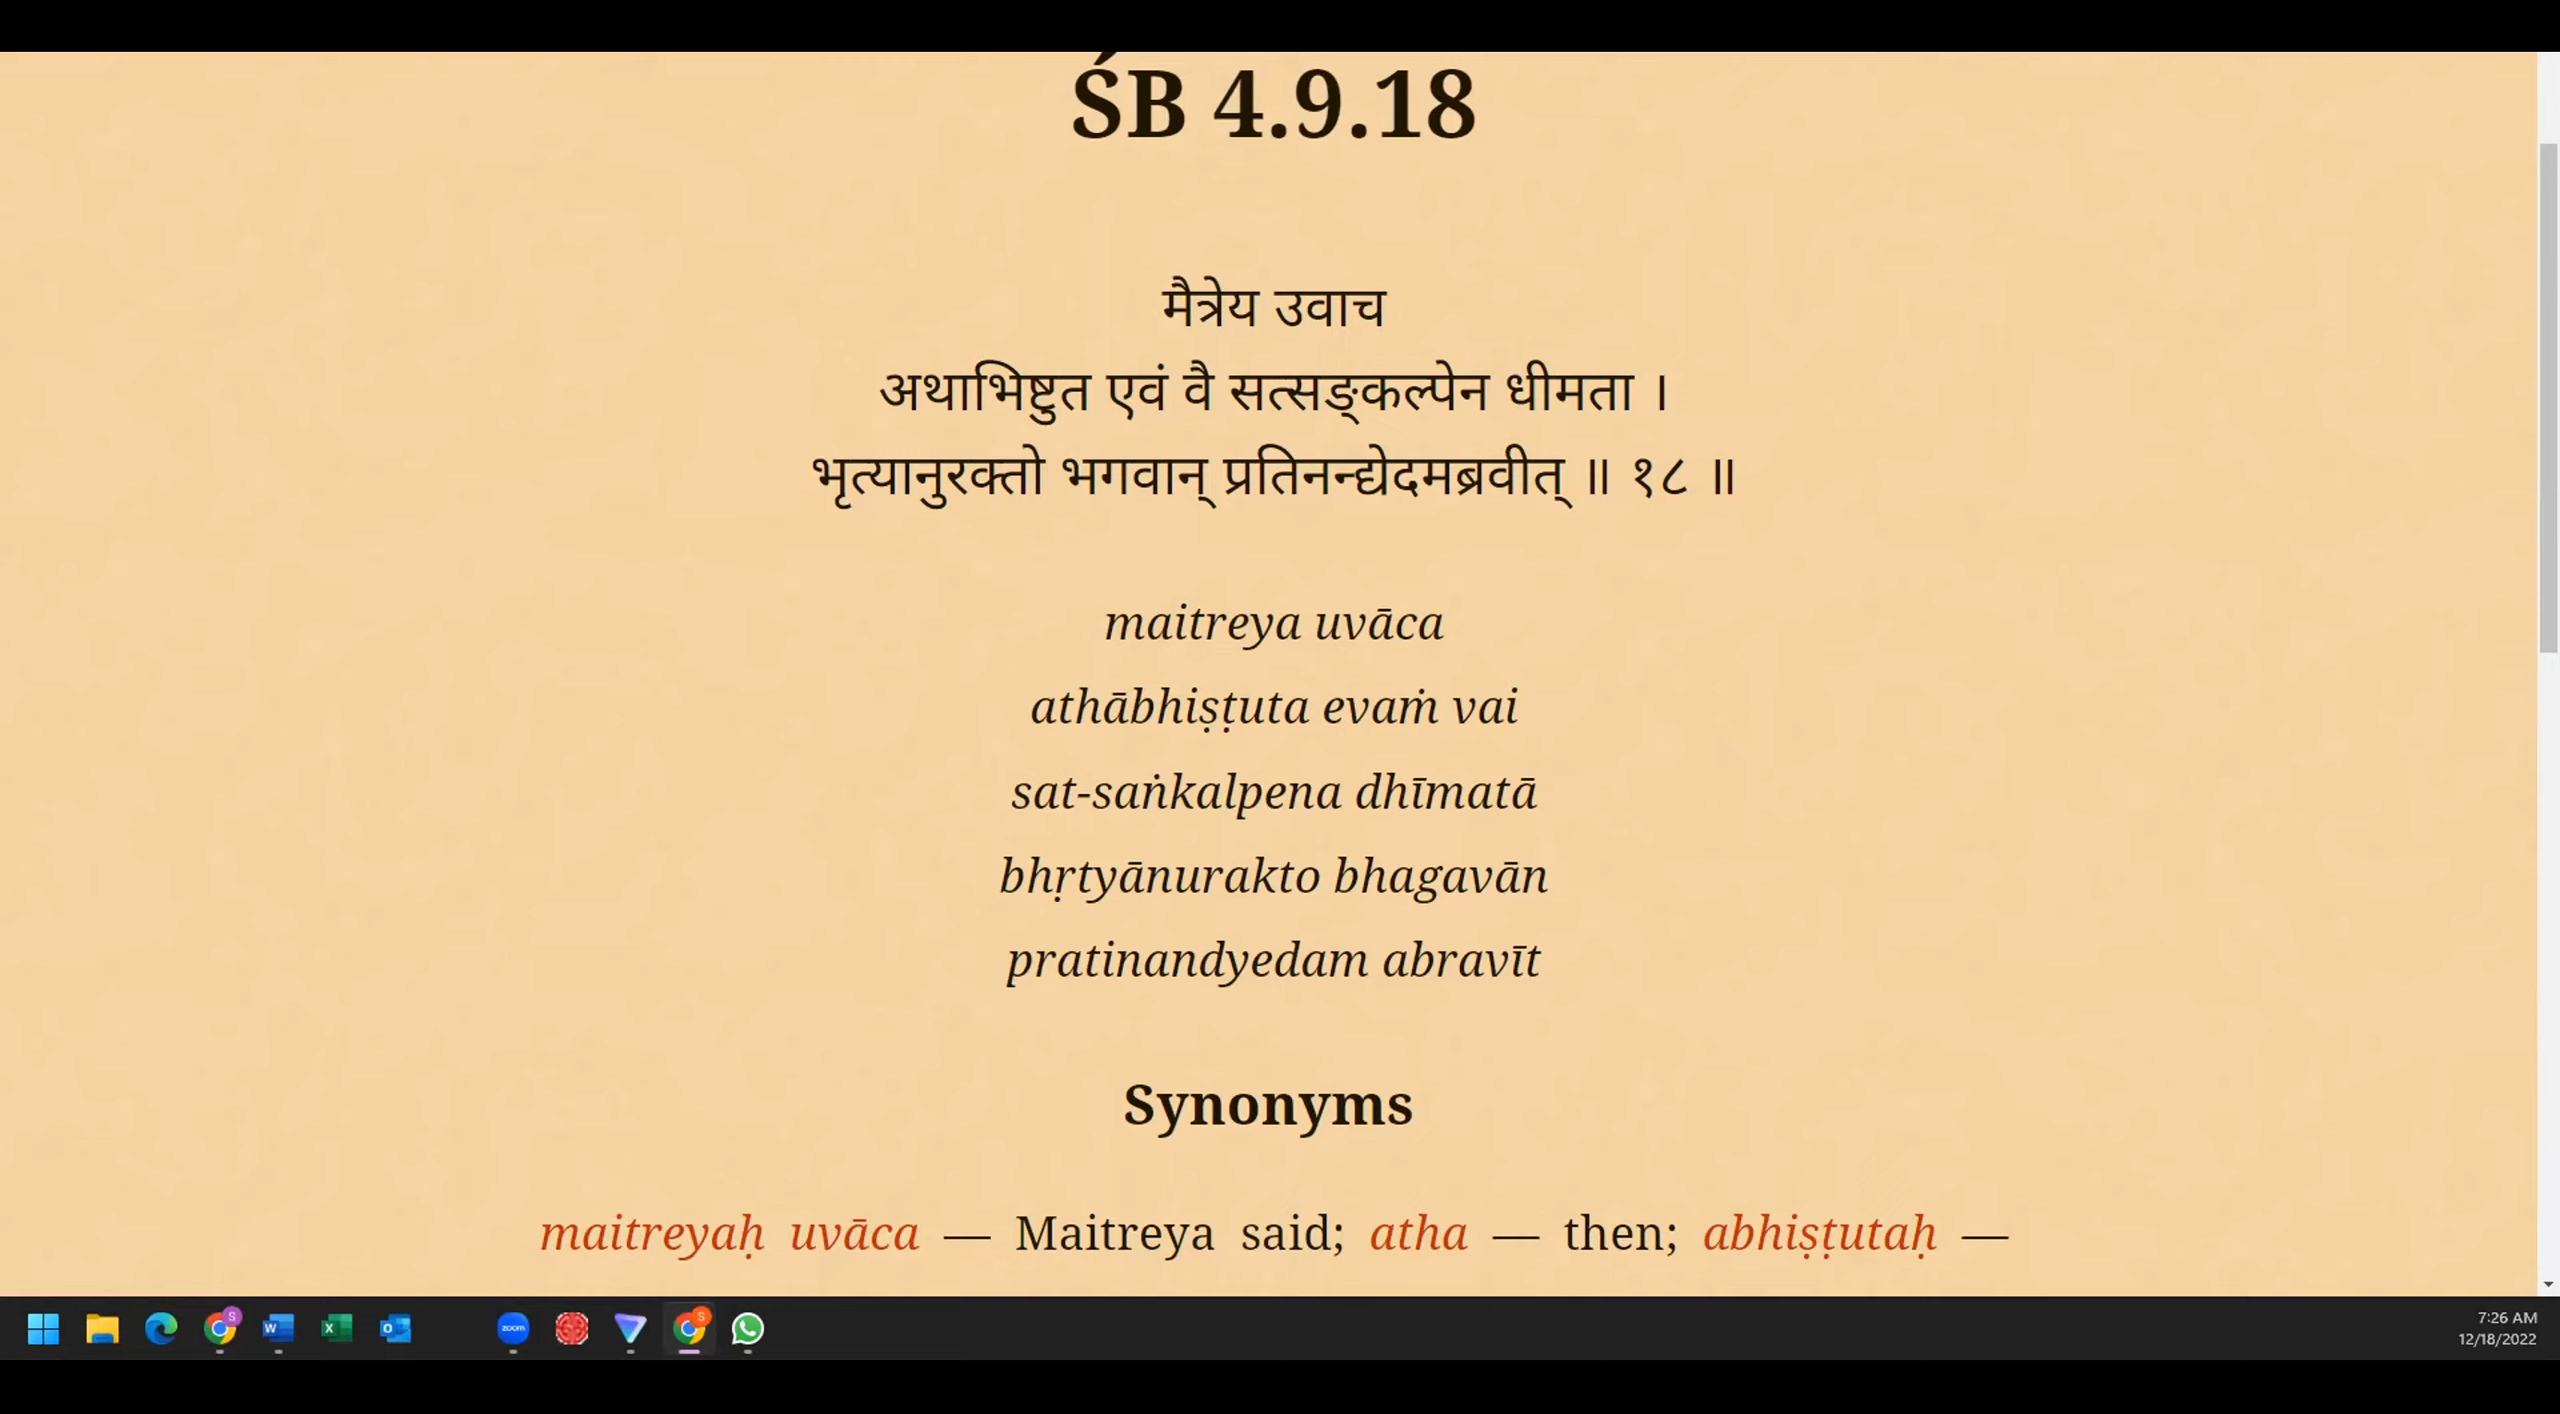 ŚB 4.9.18
मैत्रेय उवाच
अथाभिष्टुत एवं वै सत्सङ्कल्पेन धीमता ।
भृत्यानुरक्तो भगवान् प्रतिनन्द्येदमब्रवीत् ॥ १८ ॥
maitreya uvāca
athābhiṣṭuta evaṁ vai
sat-saṅkalpena dhīmatā
bhṛtyānurakto bhagavān
pratinandyedam abravīt
Synonyms
maitreyaḥ uvāca — Maitreya said; atha — then; abhiṣṭutaḥ —
zoom
7:26 AM
12/18/2022